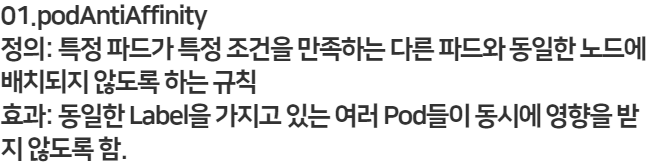 01.podAntiAffinity
정의: 특정 파드가 특정 조건을 만족하는 다른 파드와 동일한 노드에
배치되지 않도록 하는 규칙
효과: 동일한 Label을 가지고 있는 여러 Pod들이 동시에 영향을 받
지 않도록 함.